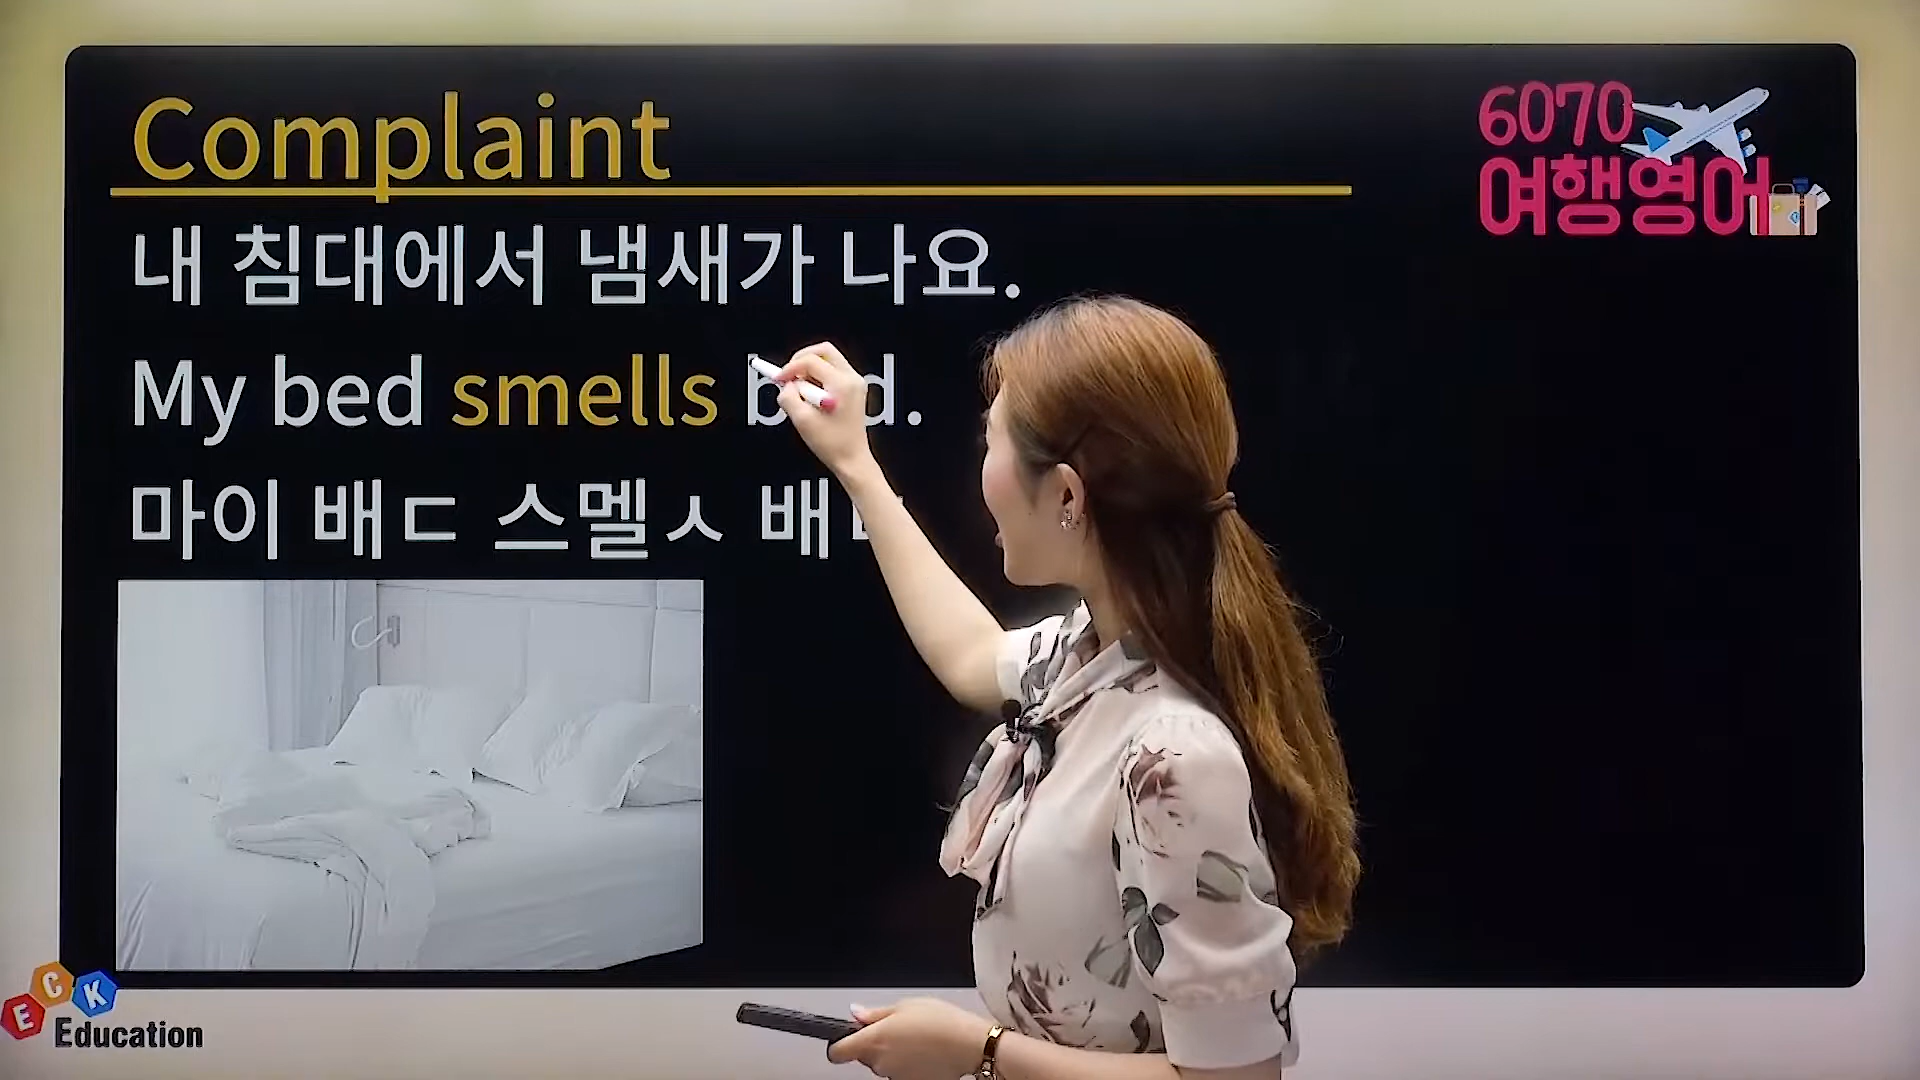 Complaint
6070
여행영어
내 침대에서 냄새가 나요.
My bed smells
마이 배ㄷ 스멜ㅅ
ECK
Education